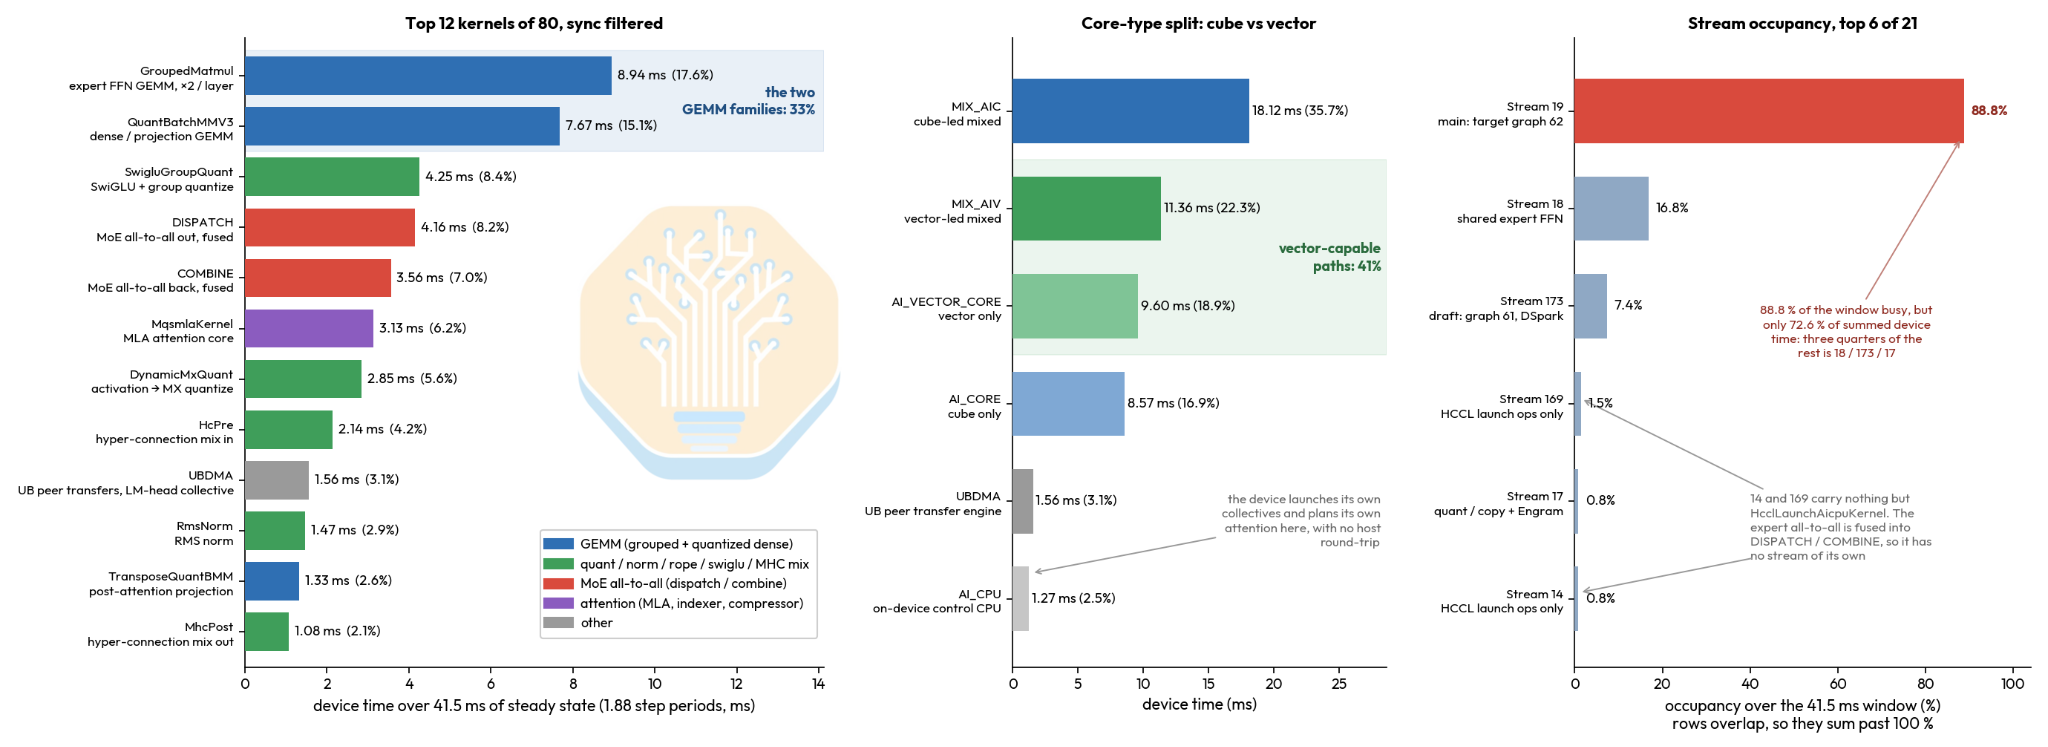 Top 12 kernels of 80, sync filtered
GroupedMatmul
expert FFN GEMM, ×2 / layer
8.94 ms (17.6%)
QuantBatchMMV3
dense / projection GEMM
7.67 ms (15.1%)
the two
GEMM families: 33%
SwigluGroupQuant
SwiGLU + group quantize
4.25 ms (8.4%)
DISPATCH
MoE all-to-all out, fused
4.16 ms (8.2%)
COMBINE
MoE all-to-all back, fused
3.56 ms (7.0%)
MqsmlaKernel
MLA attention core
3.13 ms (6.2%)
DynamicMxQuant
activation → MX quantize
2.85 ms (5.6%)
HcPre
hyper-connection mix in
2.14 ms (4.2%)
UBDMA
UB peer transfers, LM-head collective
1.56 ms (3.1%)
RmsNorm
RMS norm
1.47 ms (2.9%)
TransposeQuantBMM
post-attention projection
1.33 ms (2.6%)
MhcPost
hyper-connection mix out
1.08 ms (2.1%)
GEMM (grouped + quantized dense)
quant / norm / rope / swiglu / MHC mix
MoE all-to-all (dispatch / combine)
attention (MLA, indexer, compressor)
other
0 2 4 6 8 10 12 14
device time over 41.5 ms of steady state (1.88 step periods, ms)
Core-type split: cube vs vector
MIX_AIC
cube-led mixed
18.12 ms (35.7%)
MIX_AIV
vector-led mixed
11.36 ms (22.3%)
vector-capable
paths: 41%
AI_VECTOR_CORE
vector only
9.60 ms (18.9%)
AI_CORE
cube only
8.57 ms (16.9%)
UBDMA
UB peer transfer engine
1.56 ms (3.1%)
the device launches its own
collectives and plans its own
attention here, with no host
round-trip
AI_CPU
on-device control CPU
1.27 ms (2.5%)
0 5 10 15 20 25
device time (ms)
Stream occupancy, top 6 of 21
Stream 19
main: target graph 62
88.8%
Stream 18
shared expert FFN
16.8%
Stream 173
draft: graph 61, DSpark
7.4%
88.8 % of the window busy, but
only 72.6 % of summed device
time: three quarters of the
rest is 18 / 173 / 17
Stream 169
HCCL launch ops only
1.5%
Stream 17
quant / copy + Engram
0.8%
14 and 169 carry nothing but
HcclLaunchAicpuKernel. The
expert all-to-all is fused into
DISPATCH / COMBINE, so it has
no stream of its own
Stream 14
HCCL launch ops only
0.8%
0 20 40 60 80 100
occupancy over the 41.5 ms window (%)
rows overlap, so they sum past 100 %